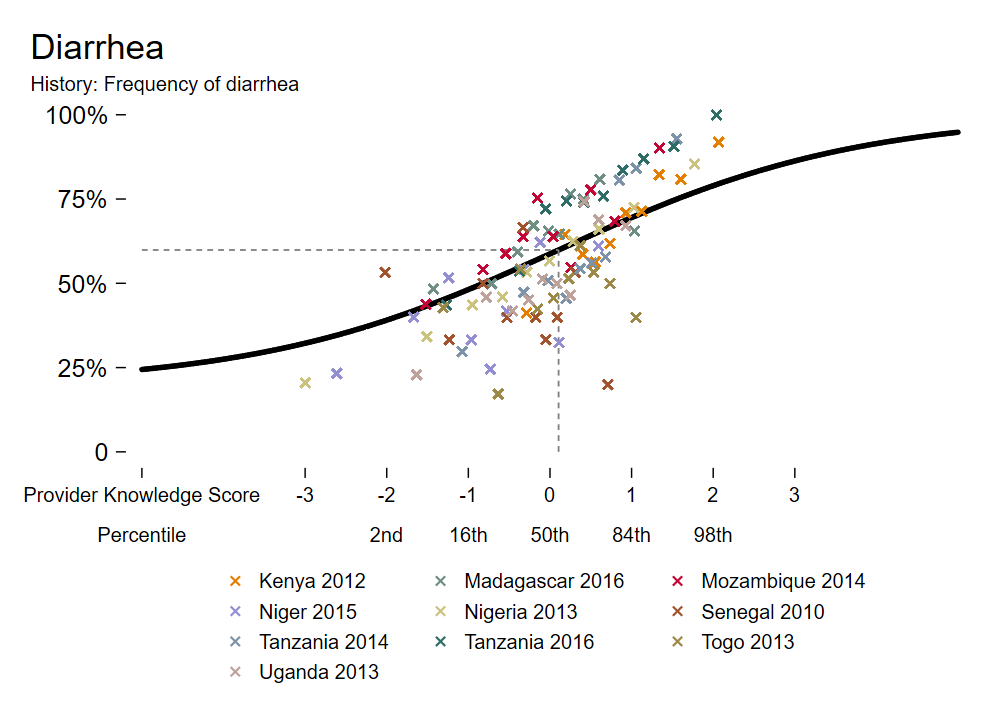 Diarrhea
History: Frequency of diarrhea
100%
75%
50%
25%
0
Provider Knowledge Score -3 -2 -1 0 1 2 3
Percentile 2nd 16th 50th 84th 98th
Kenya 2012 Madagascar 2016 Mozambique 2014
Niger 2015 Nigeria 2013 Senegal 2010
Tanzania 2014 Tanzania 2016 Togo 2013
Uganda 2013